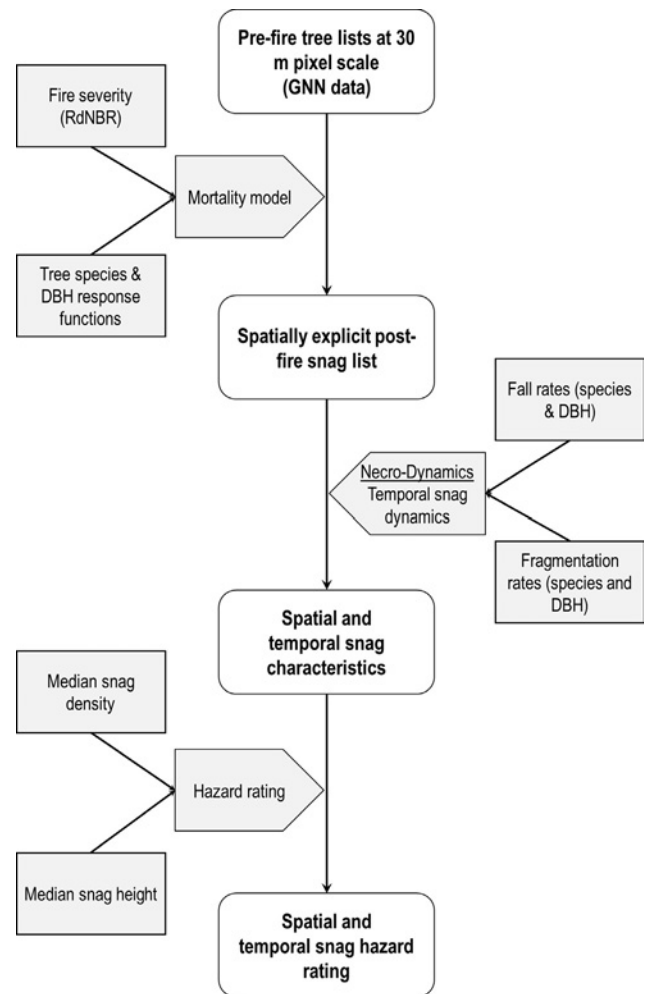 Pre-fire tree lists at 30
m pixel scale
(GNN data)
Fire severity
(RdNBR)
Mortality model
Tree species &
DBH response
functions
Spatially explicit post-
fire snag list
Fall rates (species
& DBH)
Necro-Dynamics
Temporal snag
dynamics
Fragmentation
rates (species and
DBH)
Spatial and
temporal snag
characteristics
Median snag
density
Hazard rating
Median snag height
Spatial and
temporal snag hazard
rating